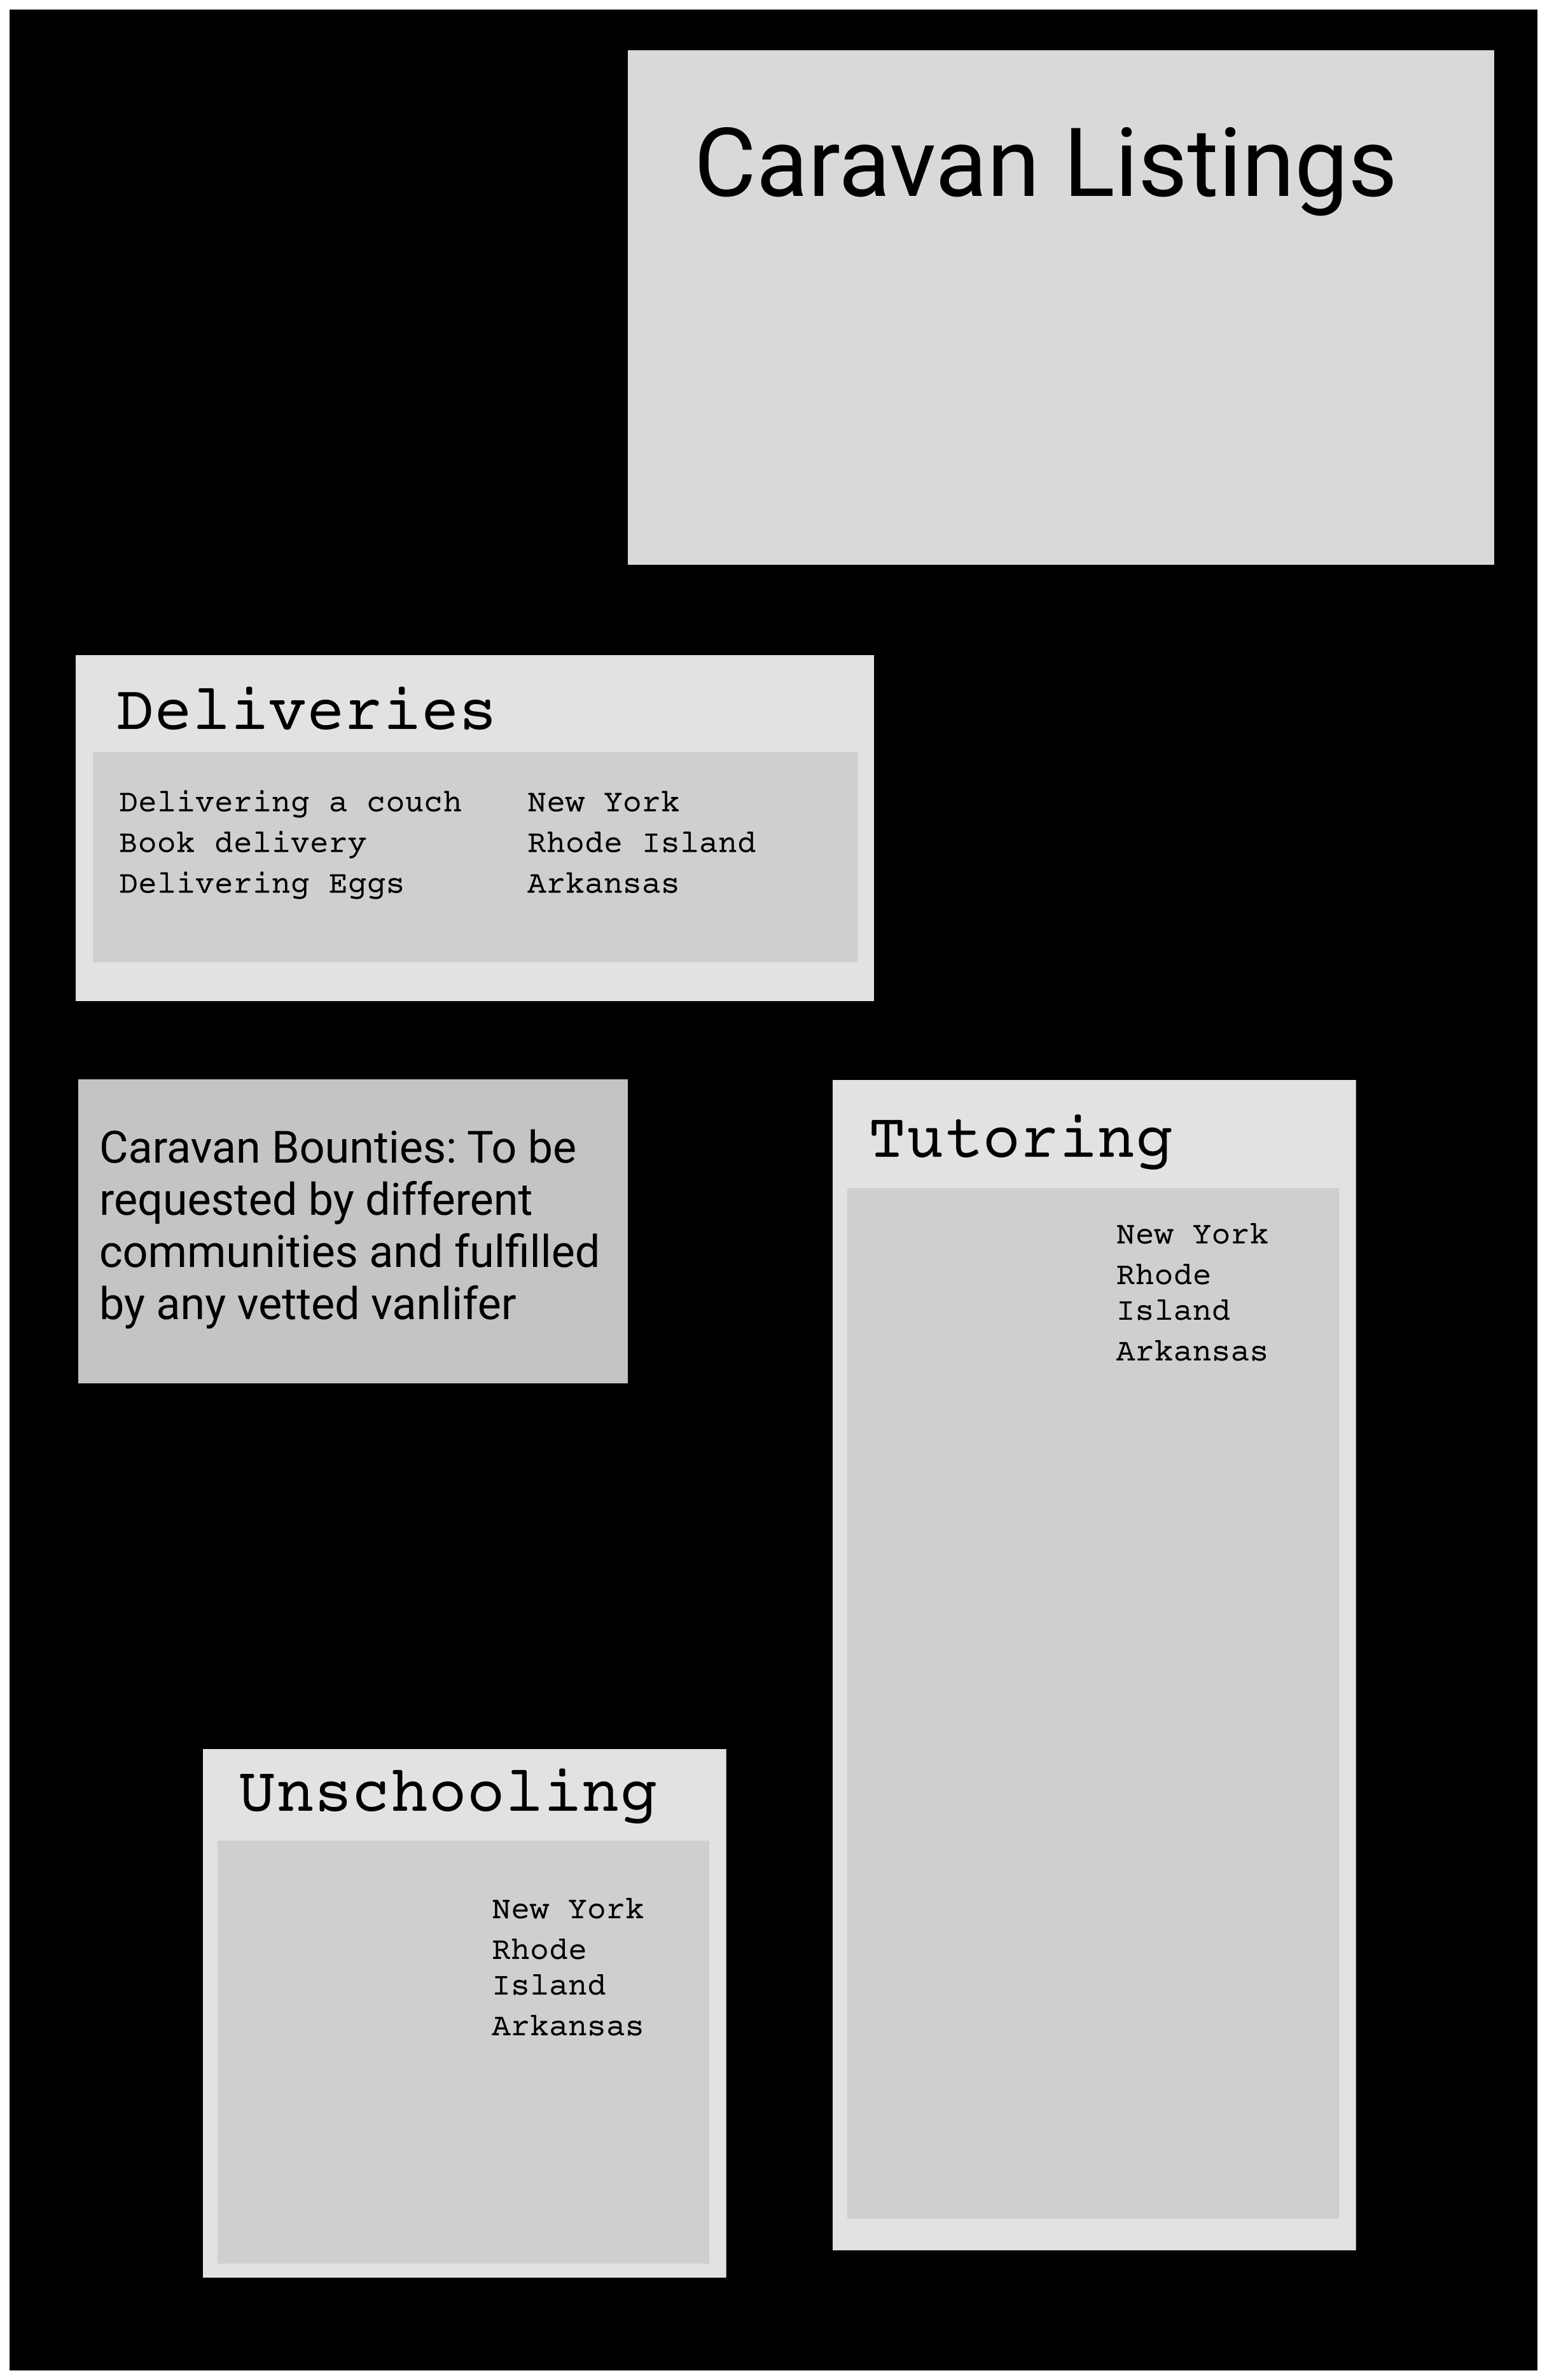 Caravan Listings
Deliveries
Delivering a couch New York
Book delivery Rhode Island
Delivering Eggs Arkansas
Caravan Bounties: To be
requested by different
communities and fulfilled
by any vetted vanlifer
Tutoring
New York
Rhode
Island
Arkansas
Unschooling
New York
Rhode
Island
Arkansas